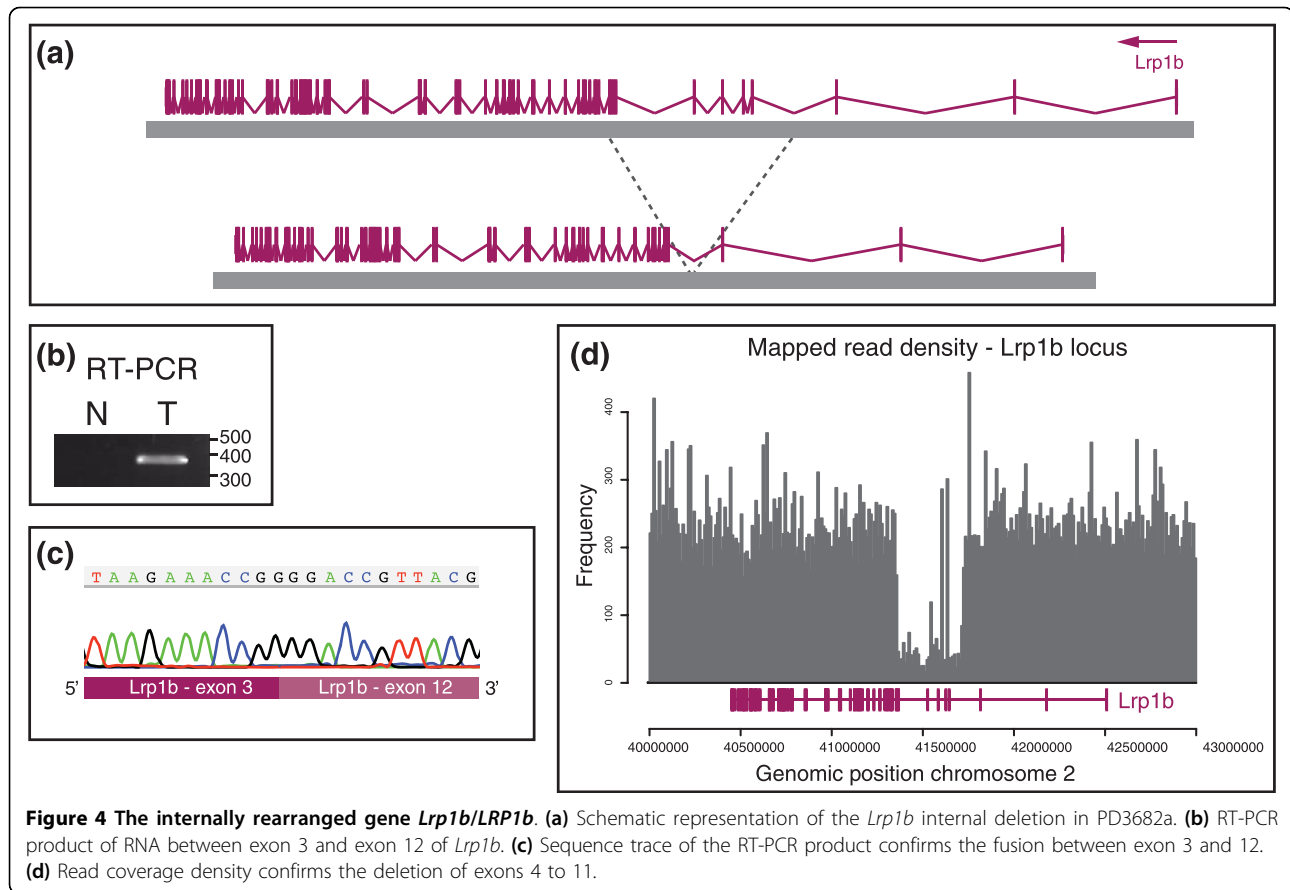 (a)
Lrp1b
(b)
RT-PCR
N T
500
400
300
(c)
T A A G A A A C C G G G G A C C G T T A C G
5' Lrp1b - exon 3 Lrp1b - exon 12 3'
(d)
Mapped read density - Lrp1b locus
Frequency
400
300
200
100
0
Lrp1b
40000000 40500000 41000000 41500000 42000000 42500000 43000000
Genomic position chromosome 2
Figure 4 The internally rearranged gene Lrp1b/LRP1b. (a) Schematic representation of the Lrp1b internal deletion in PD3682a. (b) RT-PCR
product of RNA between exon 3 and exon 12 of Lrp1b. (c) Sequence trace of the RT-PCR product confirms the fusion between exon 3 and 12.
(d) Read coverage density confirms the deletion of exons 4 to 11.